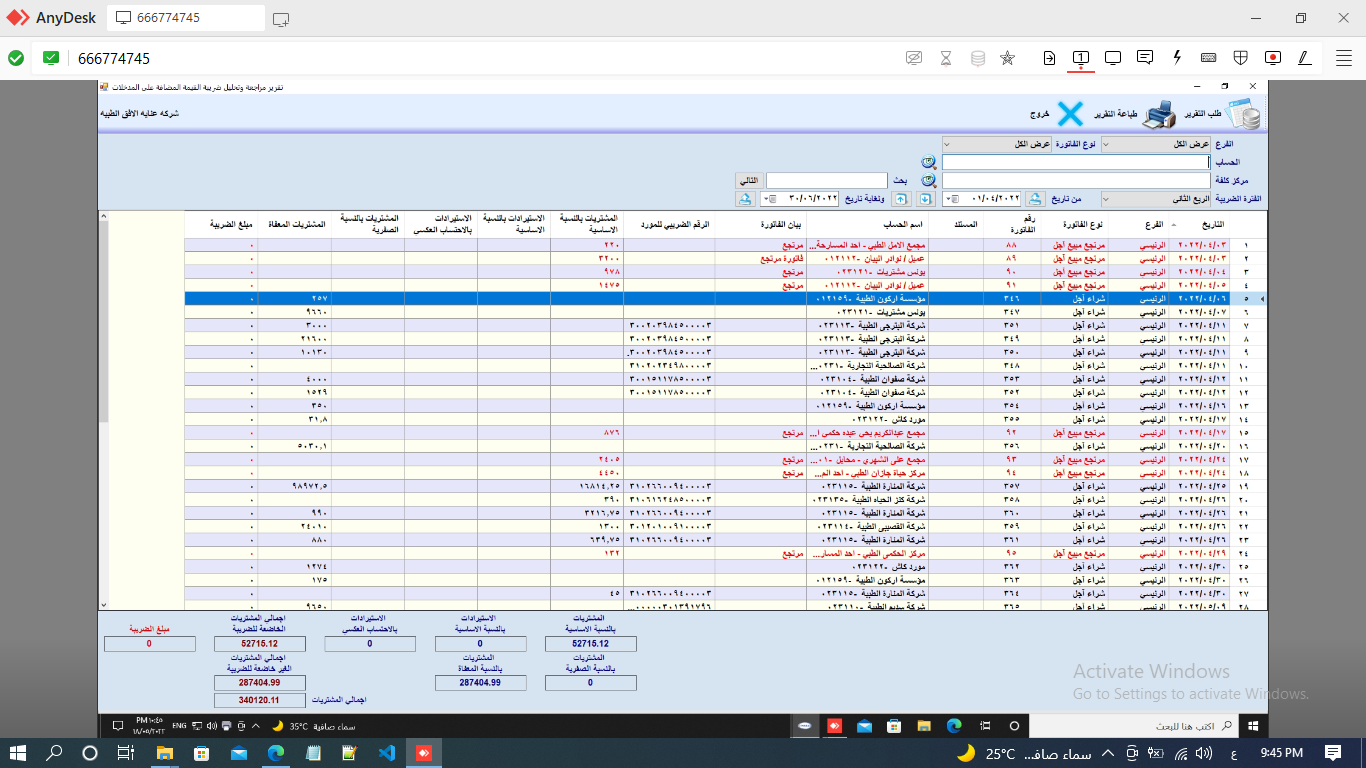 AnyDesk
666774745
666774745
تقرير مراجعة وتحليل ضريبة القيمة المضافة على المدخلات
طلب التقرير طباعة التقرير خروج شركه عنايه الافق الطبيه
الفرع عرض الكل نوع الفاتورة عرض الكل
الحساب
مركز كلفة بحث التالي
الفترة الضريبية الربع الثاني من تاريخ ٠١/٠٤/٢٠٢٢ ولغاية تاريخ ٣٠/٠٦/٢٠٢٢
التاريخ الفرع نوع الفاتورة رقم الفاتورة المستند اسم الحساب بيان الفاتورة الرقم الضريبي للمورد المشتريات بالنسبة الاساسية الاستيرادات بالنسبة الاساسية الاستيرادات بالاحتساب العكسي المشتريات بالنسبة الصفرية المشتريات المعفاة مبلغ الضريبة
١ ٢٠٢٢/٠٤/٠٣ الرئيسي مرتجع مبيع آجل ٨٨ مجمع الامل الطبي - احد المسارحة... مرتجع ٢٢٠ ٠
٢ ٢٠٢٢/٠٤/٠٣ الرئيسي مرتجع مبيع آجل ٨٩ عميل / نوادر البيان -٠١٢١١٢ فاتورة مرتجع ٣٢٠٠ ٠
٣ ٢٠٢٢/٠٤/٠٤ الرئيسي مرتجع مبيع آجل ٩٠ يونس مشتريات -٠٢٣١٢١ مرتجع ٩٧٨ ٠
٤ ٢٠٢٢/٠٤/٠٥ الرئيسي مرتجع مبيع آجل ٩١ عميل / نوادر البيان -٠١٢١١٢ مرتجع ١٤٧٥ ٠
٥ ٢٠٢٢/٠٤/٠٦ الرئيسي شراء آجل ٣٤٦ مؤسسة اركون الطبية -٠١٢١٥٩ ٢٥٧ ٠
٦ ٢٠٢٢/٠٤/٠٧ الرئيسي شراء آجل ٣٤٧ يونس مشتريات -٠٢٣١٢١ ٩٦٦٠ ٠
٧ ٢٠٢٢/٠٤/١١ الرئيسي شراء آجل ٣٥١ شركة البترجى الطبية -٠٢٣١١٣ ٣٠٠٢٠٣٩٨٤٥٠٠٠٠٣ ٣٠٠٠ ٠
٨ ٢٠٢٢/٠٤/١١ الرئيسي شراء آجل ٣٤٩ شركة البترجى الطبية -٠٢٣١١٣ ٣٠٠٢٠٣٩٨٤٥٠٠٠٠٣ ٢١٦٠٠ ٠
٩ ٢٠٢٢/٠٤/١١ الرئيسي شراء آجل ٣٥٠ شركة البترجى الطبية -٠٢٣١١٣ ١٠١٣٠ ٠
١٠ ٢٠٢٢/٠٤/١١ الرئيسي شراء آجل ٣٤٨ شركة الصالحية التجارية -٠٢٣١... ٠
١١ ٢٠٢٢/٠٤/١٢ الرئيسي شراء آجل ٣٥٣ شركة صفوان الطبية -٠٢٣١٠٤ ٣٠٠١٥١١٧٨٥٠٠٠٠٣ ٤٠٠٠ ٠
١٢ ٢٠٢٢/٠٤/١٢ الرئيسي شراء آجل ٣٥٢ شركة صفوان الطبية -٠٢٣١٠٤ ٣٠٠١٥١١٧٨٥٠٠٠٠٣ ١٥٢٩ ٠
١٣ ٢٠٢٢/٠٤/١٦ الرئيسي شراء آجل ٣٥٤ مؤسسة اركون الطبية -٠١٢١٥٩ ٣٥٠ ٠
١٤ ٢٠٢٢/٠٤/١٧ الرئيسي شراء آجل ٣٥٥ مورد كاش -٠٢٣١٢٢ ٣١,٨ ٠
١٥ ٢٠٢٢/٠٤/١٧ الرئيسي مرتجع مبيع آجل ٩٢ مجمع عبدالكريم يحي عبده حكمي ا... مرتجع ٨٧٦ ٠
١٦ ٢٠٢٢/٠٤/٢٠ الرئيسي شراء آجل ٣٥٦ شركة الصالحية التجارية -٠٢٣١... ٥٠٣٠,١ ٠
١٧ ٢٠٢٢/٠٤/٢٤ الرئيسي مرتجع مبيع آجل ٩٣ مجمع على الشهري - محايل -٠١... مرتجع ٢٤٠٥ ٠
١٨ ٢٠٢٢/٠٤/٢٤ الرئيسي مرتجع مبيع آجل ٩٤ مركز حياة جازان الطبي - احد الم... مرتجع ٤٤٥٠ ٠
١٩ ٢٠٢٢/٠٤/٢٥ الرئيسي شراء آجل ٣٥٧ شركة المنارة الطبية -٠٢٣١١٥ ٣١٠٢٦٦٠٠٩٤٠٠٠٠٣ ١٦٨١٤,٢٥ ٩٨٩٧٢,٥ ٠
٢٠ ٢٠٢٢/٠٤/٢٦ الرئيسي شراء آجل ٣٥٨ شركة كنز الحياه الطبية -٠٢٣١٣٥ ٣١٠٦١٦٢٤٨٥٠٠٠٠٣ ٣٩٠ ٠
٢١ ٢٠٢٢/٠٤/٢٦ الرئيسي شراء آجل ٣٦٠ شركة المنارة الطبية -٠٢٣١١٥ ٣١٠٢٦٦٠٠٩٤٠٠٠٠٣ ٣٢١٦,٧٥ ٩٩٠ ٠
٢٢ ٢٠٢٢/٠٤/٢٦ الرئيسي شراء آجل ٣٥٩ شركة القصيبى الطبية -٠٢٣١١٤ ٣٠١٢٠١٠٠٩١٠٠٠٠٣ ١٣٠٠ ٢٤٠١٠ ٠
٢٣ ٢٠٢٢/٠٤/٢٦ الرئيسي شراء آجل ٣٦١ شركة المنارة الطبية -٠٢٣١١٥ ٣١٠٢٦٦٠٠٩٤٠٠٠٠٣ ٦٣٩,٧٥ ٨٨٠ ٠
٢٤ ٢٠٢٢/٠٤/٢٩ الرئيسي مرتجع مبيع آجل ٩٥ مركز الحكمي الطبي - احد المسار... مرتجع ١٣٢ ٠
٢٥ ٢٠٢٢/٠٤/٣٠ الرئيسي شراء آجل ٣٦٢ مورد كاش -٠٢٣١٢٢ ١٢٧٤ ٠
٢٦ ٢٠٢٢/٠٤/٣٠ الرئيسي شراء آجل ٣٦٣ مؤسسة اركون الطبية -٠١٢١٥٩ ١٧٥ ٠
٢٧ ٢٠٢٢/٠٤/٣٠ الرئيسي شراء آجل ٣٦٤ شركة المنارة الطبية -٠٢٣١١٥ ٣١٠٢٦٦٠٠٩٤٠٠٠٠٣ ٤٥ ٠
٢٨ ٢٠٢٢/٠٥/٠٩ الرئيسي شراء آجل ٣٦٥ شركة سديم الطبية -٠٢٣١١٠ ٩٦٥٠ ٠
المشتريات بالنسبة الاساسية 52715.12
الاستيرادات بالنسبة الاساسية 0
الاستيرادات بالاحتساب العكسي 0
اجمالي المشتريات الخاضعة للضريبة 52715.12
مبلغ الضريبة 0
المشتريات بالنسبة الصفرية 0
المشتريات بالنسبة المعفاة 287404.99
اجمالي المشتريات الغير خاضعة للضريبة 287404.99
اجمالي المشتريات 340120.11
Activate Windows
Go to Settings to activate Windows.
اكتب هنا للبحث
35°C سماء صافية
ENG
PM ١٠:٤٥
١٨/٠٥/٢٠٢٢
25°C سماء صافـ...
ع
9:45 PM